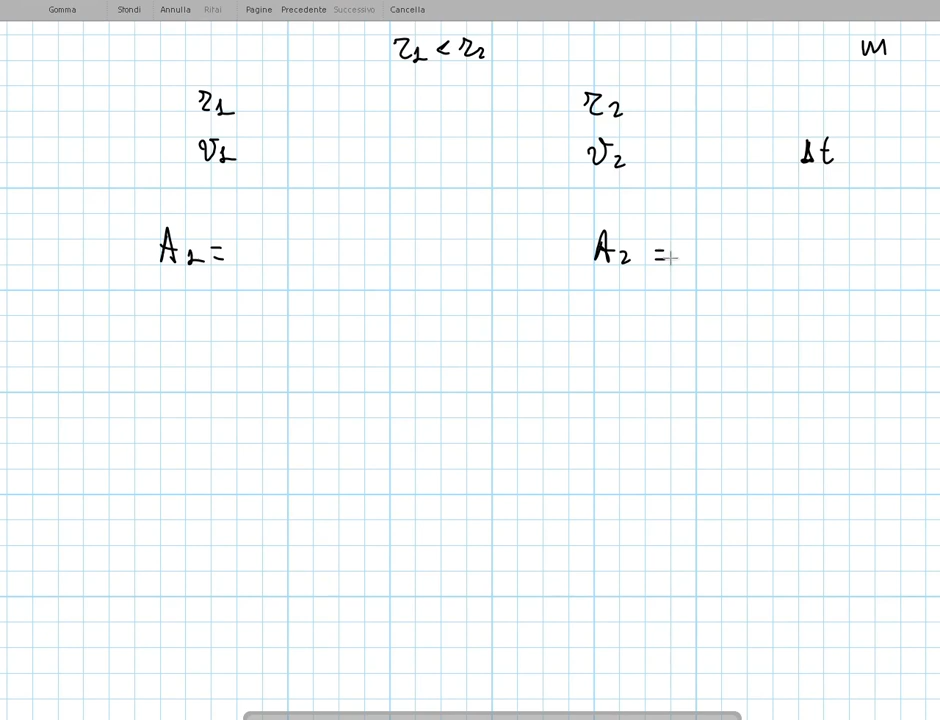 Gomma Sfondi Annulla Rifai Pagine Precedente Successivo Cancella
r₁ < r₂ m
r₁ r₂
v₁ v₂ Δt
A₁ = A₂ =